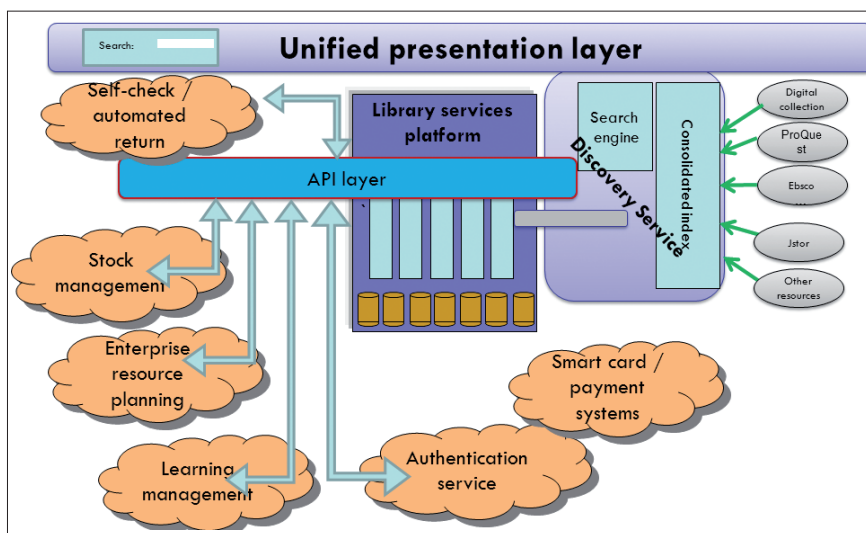 Search:
Unified presentation layer
Self-check /
automated
return
Library services
platform
Search
engine
Consolidated index
Discovery Service
Digital
collection
ProQue
st
Ebsco
...
Jstor
Other
resources
API layer
Stock
management
Enterprise
resource
planning
Learning
management
Authentication
service
Smart card /
payment
systems